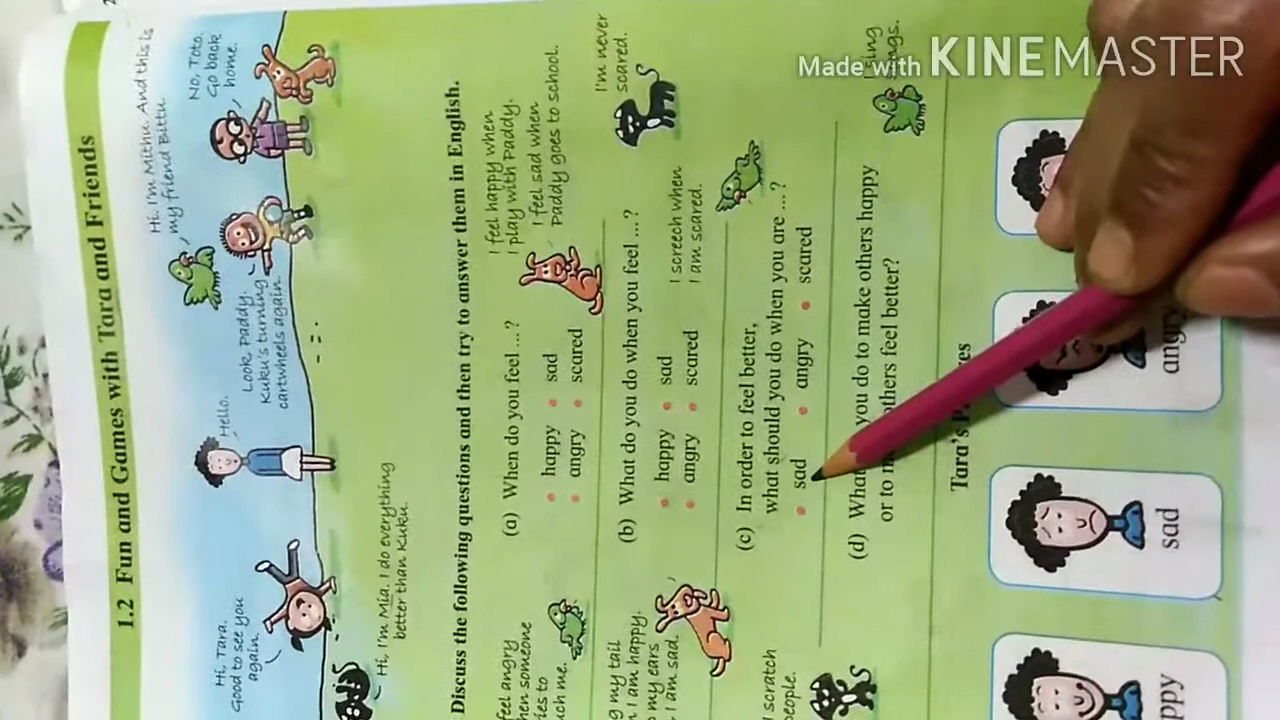 1.2 Fun and Games with Tara and Friends
Hi, I'm Mithu. And this is
my friend Bittu.
No, Toto.
Go back
home.
Look, Paddy.
Kuku's turning
cartwheels again.
Hello.
Hi, Tara.
Good to see you
again.
Hi, I'm Mia. I do everything
better than Kuku.
Discuss the following questions and then try to answer them in English.
(a) When do you feel ...?
• happy • sad
• angry • scared
I feel happy when
I play with Paddy.
I feel sad when
Paddy goes to school.
feel angry
when someone
to
me.
(b) What do you do when you feel ...?
• happy • sad
• angry • scared
I screech when
I am scared.
I'm never
scared.
my tail
I am happy.
my ears
I am sad.
(c) In order to feel better,
what should you do when you are ... ?
• sad • angry • scared
I scratch
people.
(d) What you do to make others happy
or to others feel better?
sing
Tara's
sad
angry
Made with KINEMASTER